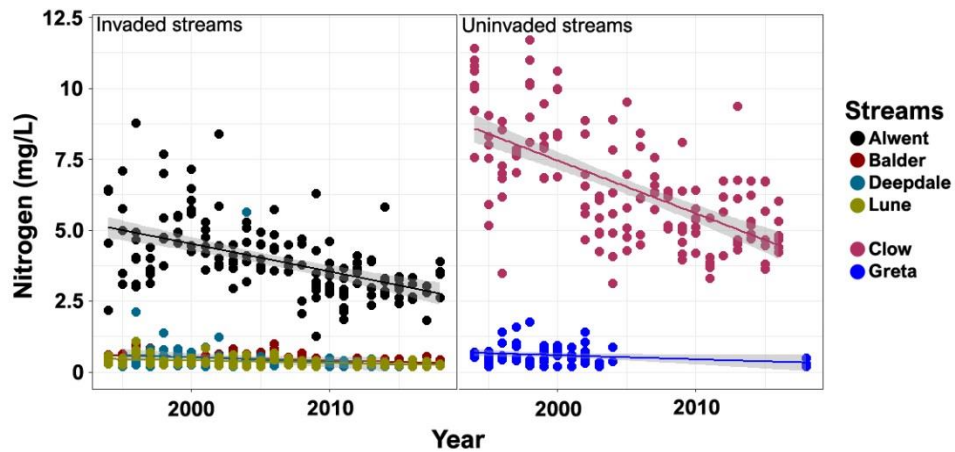 Invaded streams
Uninvaded streams
12.5
10
7.5
5.0
2.5
0
Nitrogen (mg/L)
2000
2010
2000
2010
Year
Streams
Alwent
Balder
Deepdale
Lune
Clow
Greta